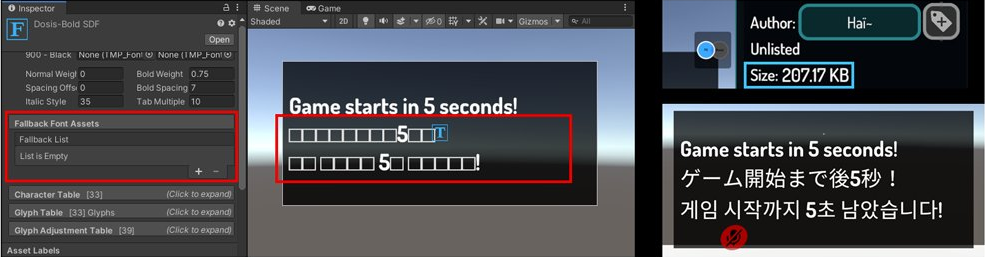 Inspector
Dosis-Bold SDF
Open
900 - Black None (TMP_Font None (TMP_Font
Normal Weigh 0 Bold Weight 0.75
Spacing Offse 0 Bold Spacing 7
Italic Style 35 Tab Multiple 10
Fallback Font Assets
Fallback List
List is Empty
+ −
Character Table [33] (Click to expand)
Glyph Table [33] Glyphs (Click to expand)
Glyph Adjustment Table [39] (Click to expand)
Asset Labels
Scene Game
Shaded 2D 0 Gizmos All
Game starts in 5 seconds!
□□□□□□□□5□□
□□ □□□□ 5□ □□□□□!
Author: Haï~
Unlisted
Size: 207.17 KB
Game starts in 5 seconds!
ゲーム開始まで後5秒！
게임 시작까지 5초 남았습니다!